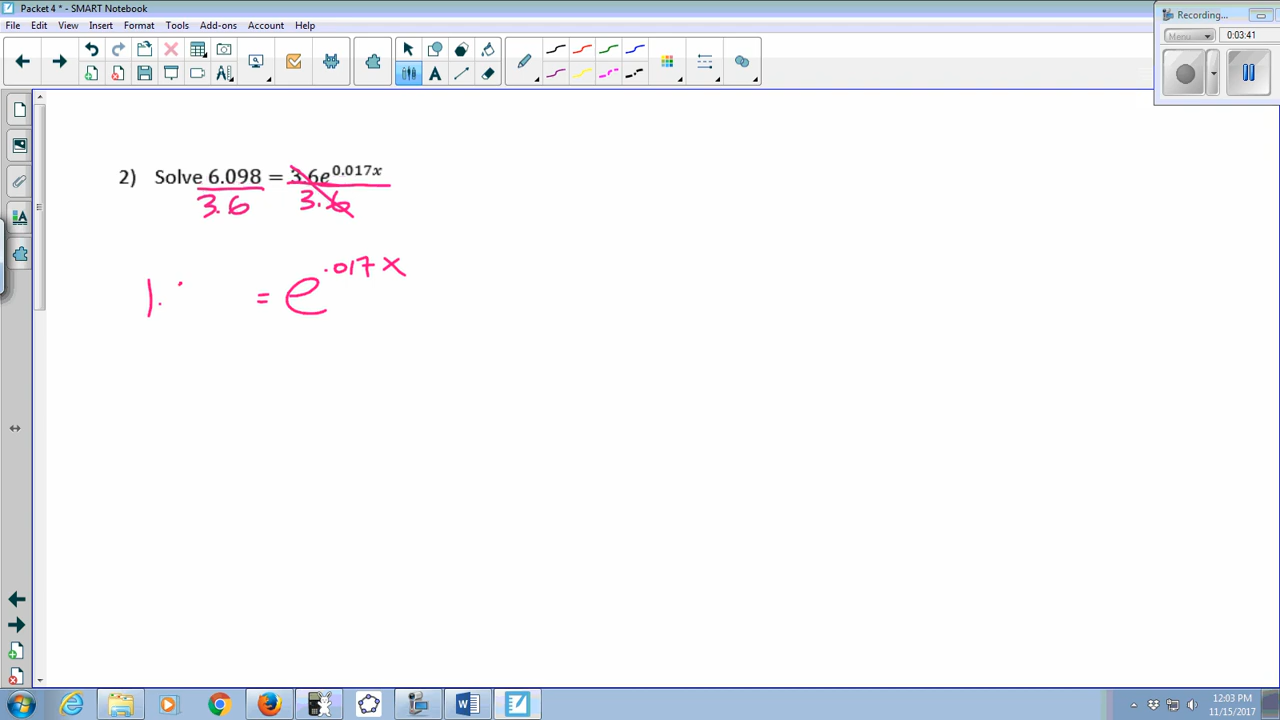 Packet 4 * - SMART Notebook
File Edit View Insert Format Tools Add-ons Account Help
Recording...
Menu
0:03:41
2) Solve 6.098 = 3.6e^0.017x
3.6 3.6
1. = e^.017x
12:03 PM
11/15/2017